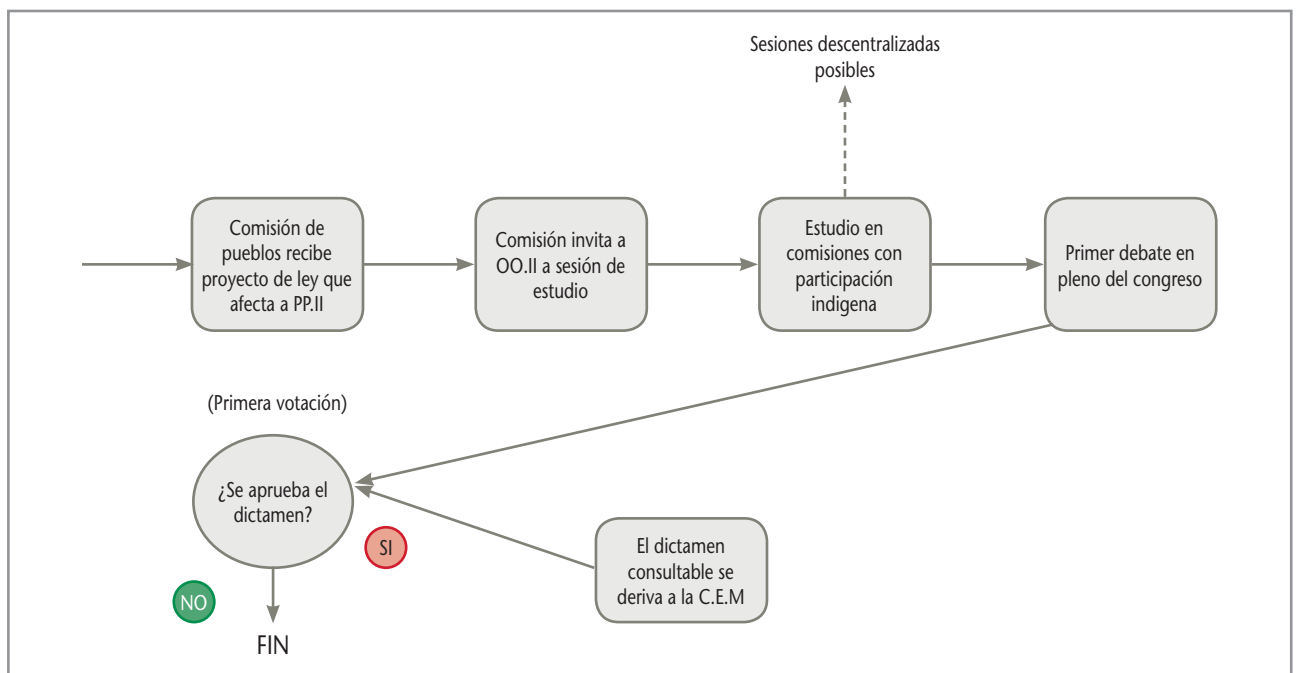 Sesiones descentralizadas
posibles
Comisión de
pueblos recibe
proyecto de ley que
afecta a PP.II
Comisión invita a
OO.II a sesión de
estudio
Estudio en
comisiones con
participación
indigena
Primer debate en
pleno del congreso
(Primera votación)
¿Se aprueba el
dictamen?
SI
NO
FIN
El dictamen
consultable se
deriva a la C.E.M